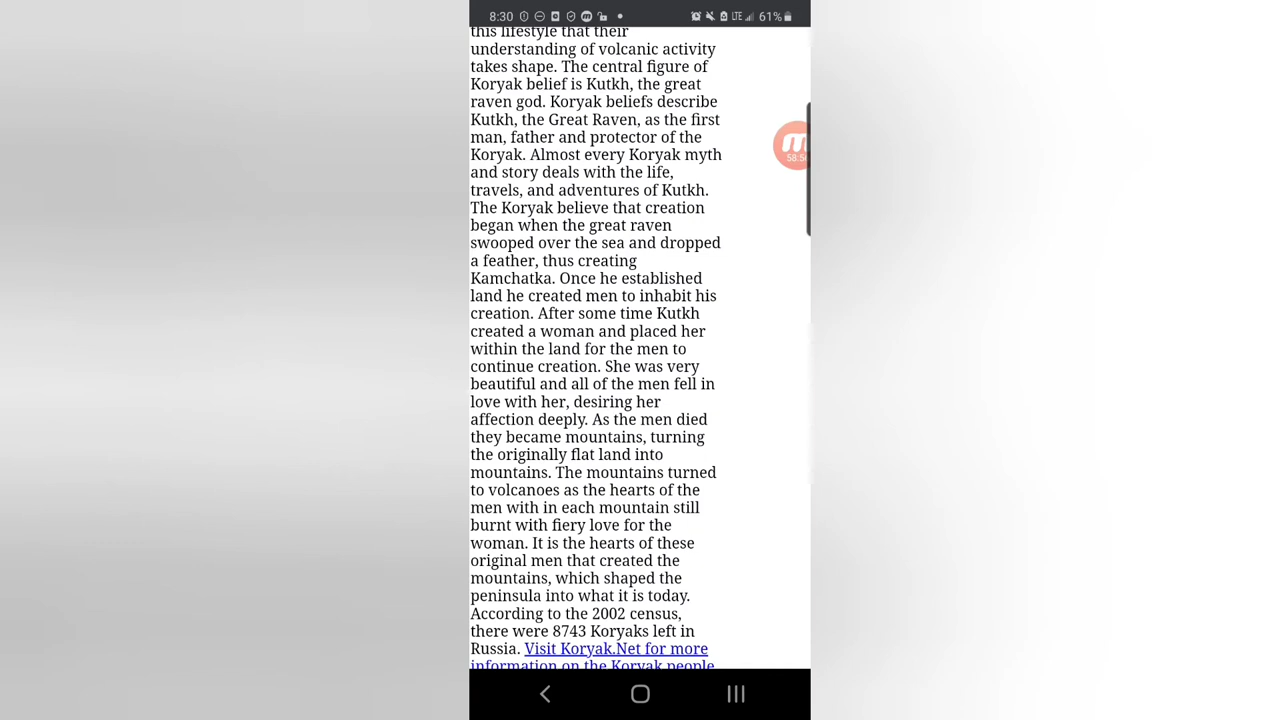 8:30 LTE 61%
this lifestyle that their
understanding of volcanic activity
takes shape. The central figure of
Koryak belief is Kutkh, the great
raven god. Koryak beliefs describe
Kutkh, the Great Raven, as the first
man, father and protector of the
Koryak. Almost every Koryak myth
and story deals with the life,
travels, and adventures of Kutkh.
The Koryak believe that creation
began when the great raven
swooped over the sea and dropped
a feather, thus creating
Kamchatka. Once he established
land he created men to inhabit his
creation. After some time Kutkh
created a woman and placed her
within the land for the men to
continue creation. She was very
beautiful and all of the men fell in
love with her, desiring her
affection deeply. As the men died
they became mountains, turning
the originally flat land into
mountains. The mountains turned
to volcanoes as the hearts of the
men with in each mountain still
burnt with fiery love for the
woman. It is the hearts of these
original men that created the
mountains, which shaped the
peninsula into what it is today.
According to the 2002 census,
there were 8743 Koryaks left in
Russia. Visit Koryak.Net for more
information on the Koryak people